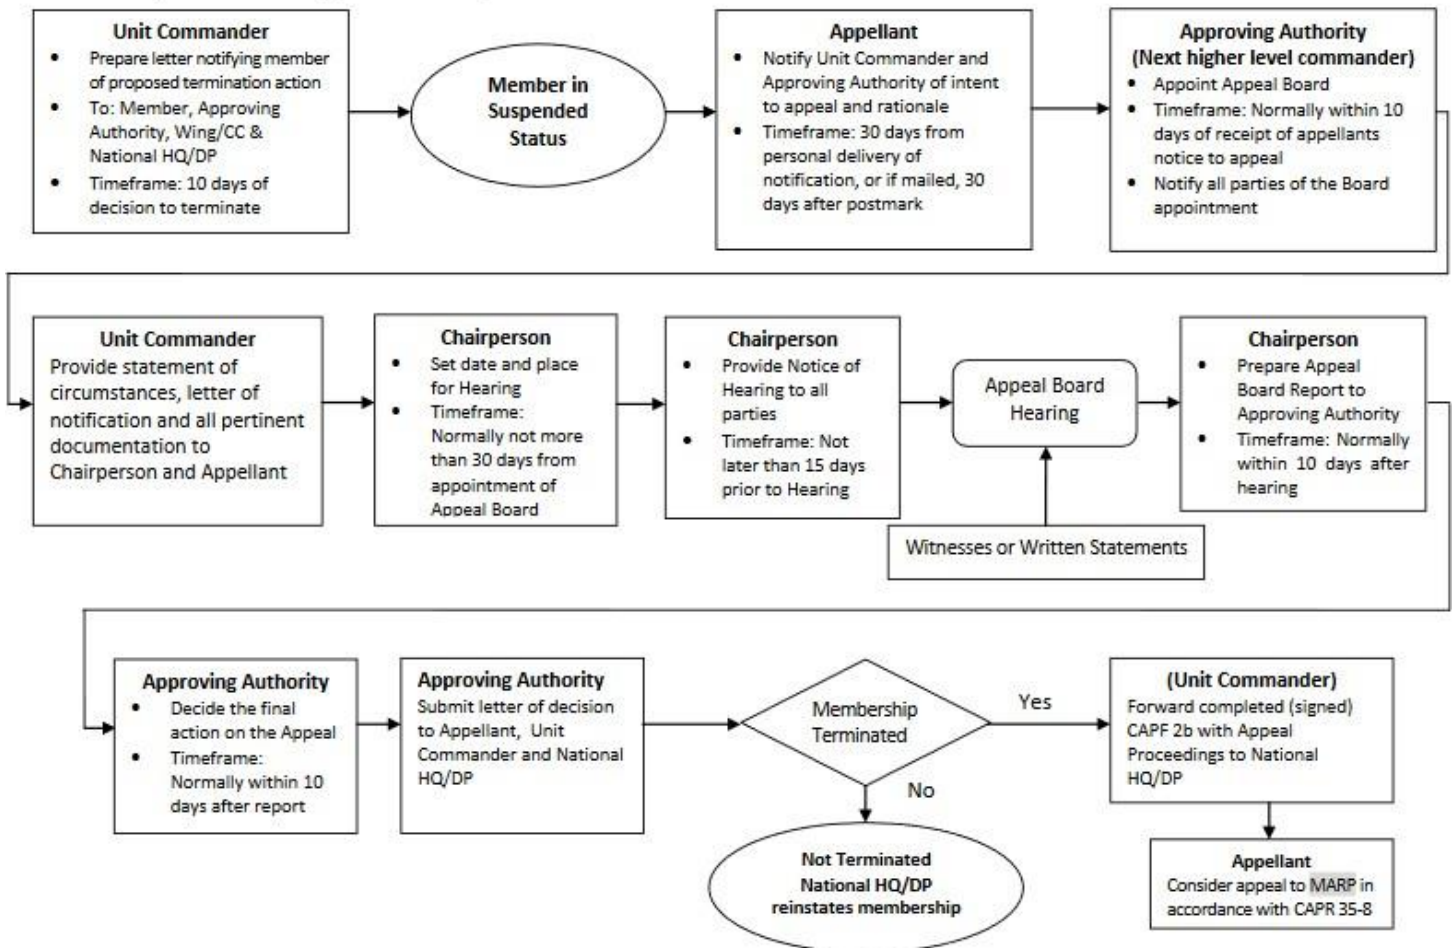 Unit Commander
• Prepare letter notifying member
of proposed termination action
• To: Member, Approving
Authority, Wing/CC &
National HQ/DP
• Timeframe: 10 days of
decision to terminate
Member in
Suspended
Status
Appellant
• Notify Unit Commander and
Approving Authority of intent
to appeal and rationale
• Timeframe: 30 days from
personal delivery of
notification, or if mailed, 30
days after postmark
Approving Authority
(Next higher level commander)
• Appoint Appeal Board
• Timeframe: Normally within 10
days of receipt of appellants
notice to appeal
• Notify all parties of the Board
appointment
Unit Commander
Provide statement of
circumstances, letter of
notification and all pertinent
documentation to
Chairperson and Appellant
Chairperson
• Set date and place
for Hearing
• Timeframe:
Normally not more
than 30 days from
appointment of
Appeal Board
Chairperson
• Provide Notice of
Hearing to all
parties
• Timeframe: Not
later than 15 days
prior to Hearing
Appeal Board
Hearing
Witnesses or Written Statements
Chairperson
• Prepare Appeal
Board Report to
Approving Authority
• Timeframe: Normally
within 10 days after
hearing
Approving Authority
• Decide the final
action on the Appeal
• Timeframe:
Normally within 10
days after report
Approving Authority
Submit letter of decision
to Appellant, Unit
Commander and National
HQ/DP
Membership
Terminated
Yes
No
(Unit Commander)
Forward completed (signed)
CAPF 2b with Appeal
Proceedings to National
HQ/DP
Not Terminated
National HQ/DP
reinstates membership
Appellant
Consider appeal to MARP in
accordance with CAPR 35-8